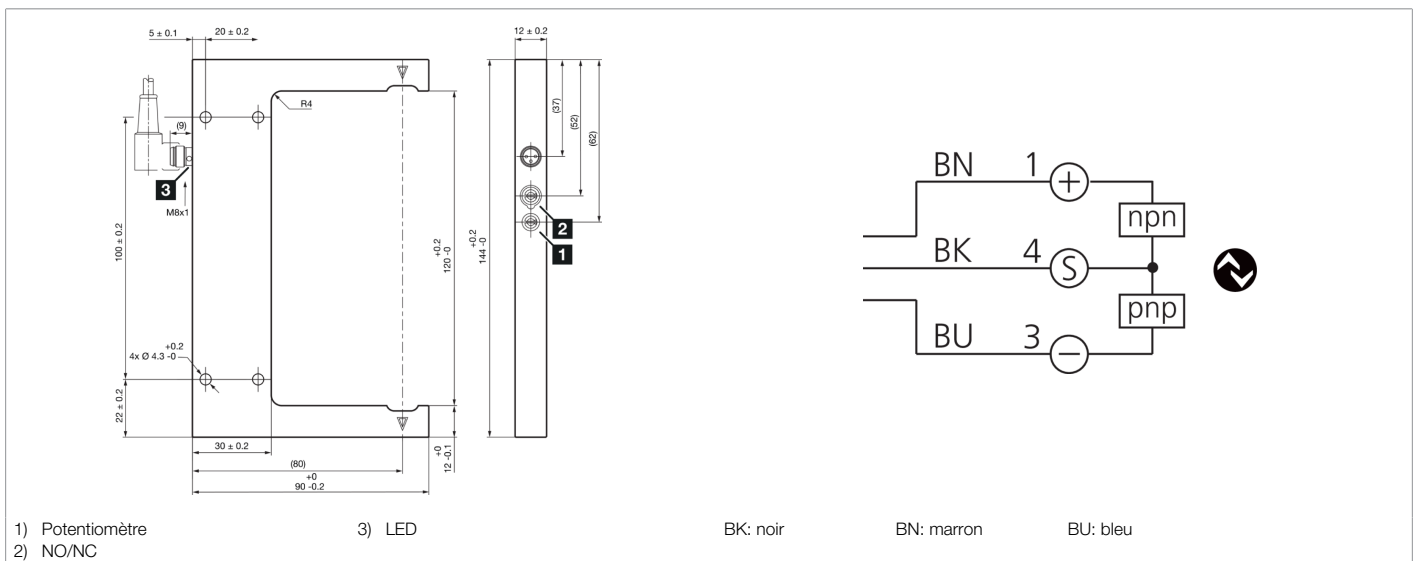 5 ± 0.1
20 ± 0.2
12 ± 0.2
R4
(9)
(37)
(52)
(62)
3
M8x1
2
1
100 ± 0.2
+0.2
120 -0
+0.2
144 -0
+0.2
4x Ø 4.3 -0
22 ± 0.2
30 ± 0.2
+0
12 -0.1
(80)
+0
90 -0.2
BN 1 +
npn
BK 4 S
pnp
BU 3 −
1) Potentiomètre 3) LED BK: noir BN: marron BU: bleu
2) NO/NC